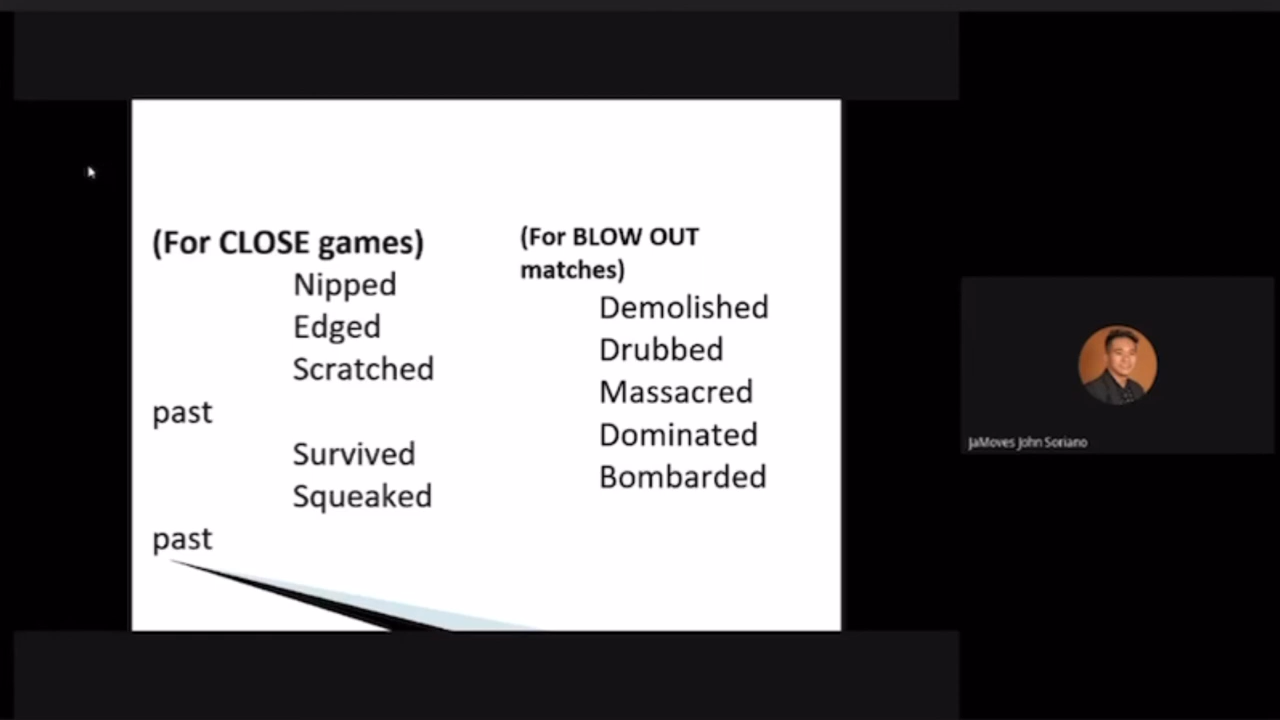 (For CLOSE games)
Nipped
Edged
Scratched
past
Survived
Squeaked
past
(For BLOW OUT
matches)
Demolished
Drubbed
Massacred
Dominated
Bombarded
JaMoves John Soriano